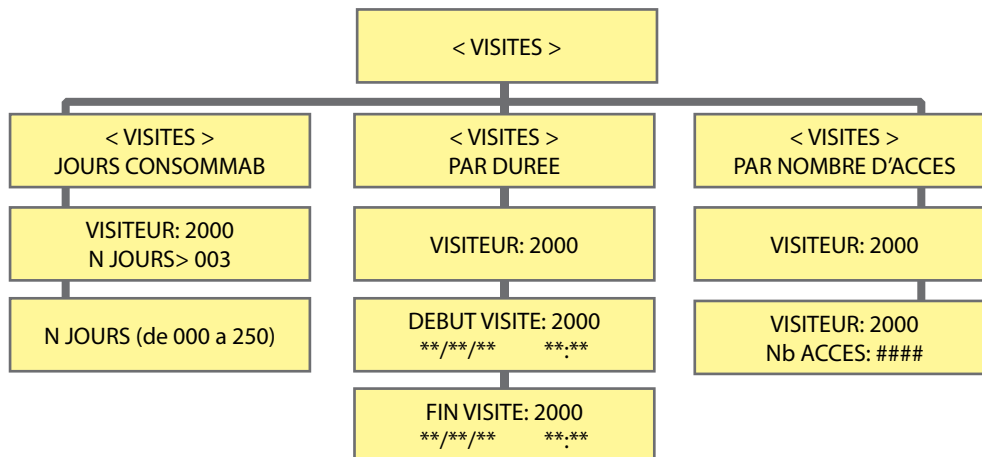 < VISITES >
< VISITES >
JOURS CONSOMMAB
VISITEUR: 2000
N JOURS> 003
N JOURS (de 000 a 250)
< VISITES >
PAR DUREE
VISITEUR: 2000
DEBUT VISITE: 2000
**/**/** **:**
FIN VISITE: 2000
**/**/** **:**
< VISITES >
PAR NOMBRE D’ACCES
VISITEUR: 2000
VISITEUR: 2000
Nb ACCES: ####